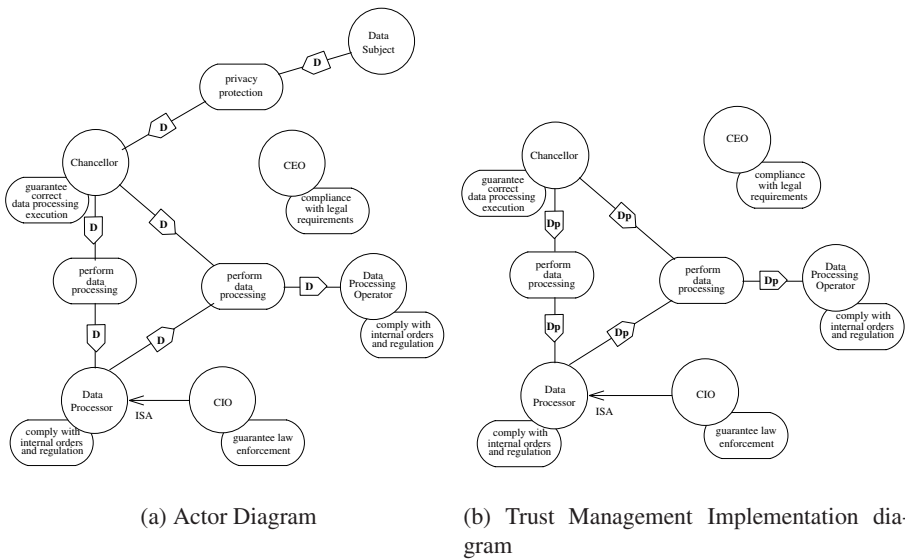 Data
Subject
D
privacy
protection
D
Chancellor
guarantee
correct
data processing
execution
CEO
compliance
with legal
requirements
D
D
perform
data
processing
perform
data
processing
D
Data
Processing
Operator
comply with
internal orders
and regulation
D
D
Data
Processor
ISA
CIO
comply with
internal orders
and regulation
guarantee law
enforcement
(a) Actor Diagram
CEO
compliance
with legal
requirements
Chancellor
guarantee
correct
data processing
execution
Dp
Dp
perform
data
processing
perform
data
processing
Dp
Data
Processing
Operator
comply with
internal orders
and regulation
Dp
Dp
Data
Processor
ISA
CIO
comply with
internal orders
and regulation
guarantee law
enforcement
(b) Trust Management Implementation dia-
gram